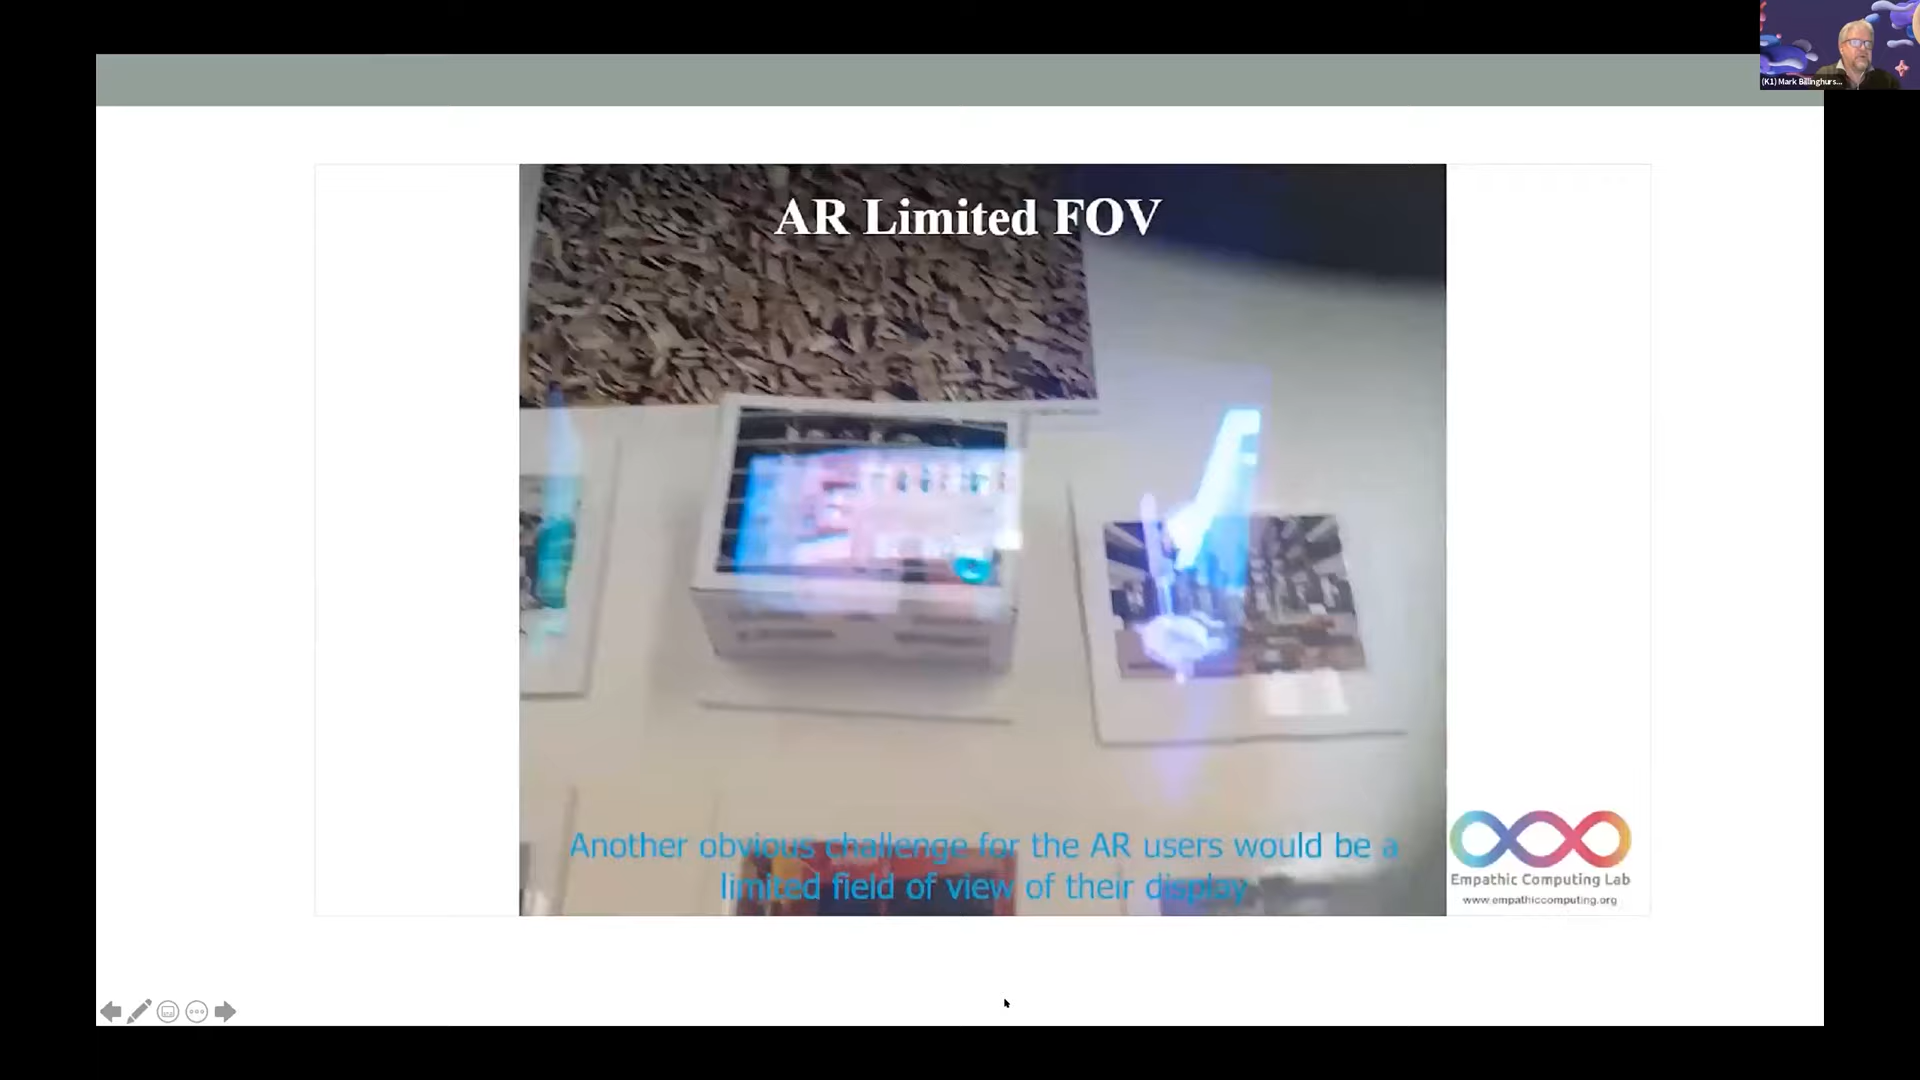 (K1) Mark Billinghurs...
AR Limited FOV
Another obvious challenge for the AR users would be a
limited field of view of their display
Empathic Computing Lab
www.empathiccomputing.org